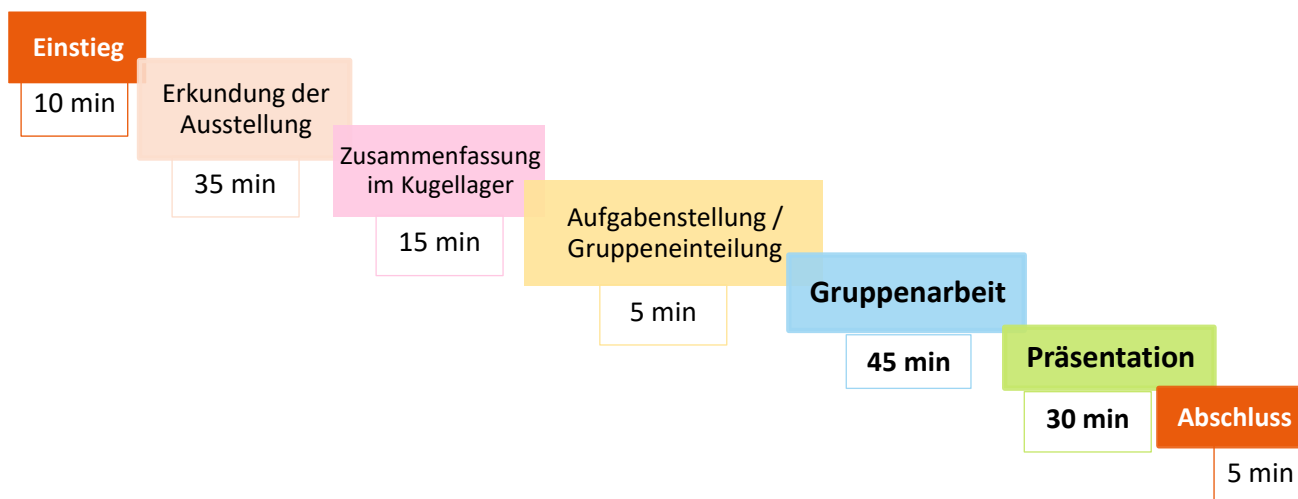 Einstieg
10 min
Erkundung der
Ausstellung
35 min
Zusammenfassung
im Kugellager
15 min
Aufgabenstellung /
Gruppeneinteilung
5 min
Gruppenarbeit
45 min
Präsentation
30 min
Abschluss
5 min